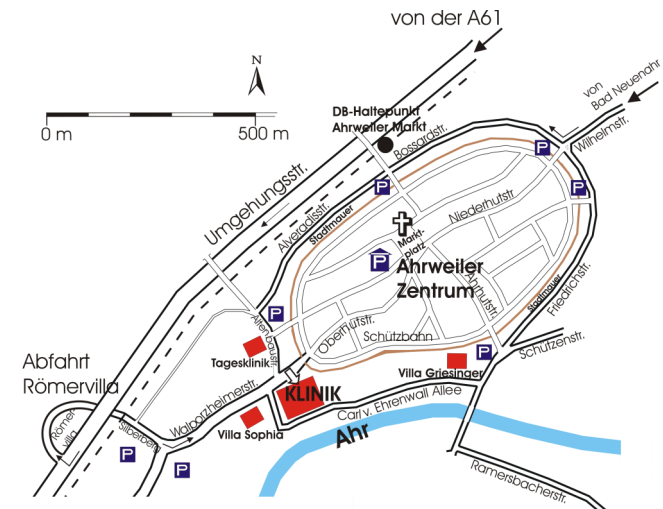 von der A61
N
0 m
500 m
DB-Haltepunkt
Ahrweiler Markt
von
Bad Neuenahr
Wilhelmstr.
Bossardstr.
P
P
P
Umgehungsstr.
Alveradisstr.
Stadtmauer
Niederhutstr
Markt-
platz
P
Ahrweiler
Zentrum
Ahrhutstr.
Stadtmauer
Friedrichstr.
P
Altenbaustr.
Oberhutstr.
Schützbahn
Schützenstr.
P
Tagesklinik
Villa Griesinger
Abfahrt
Römervilla
Römer-
villa
Silberberg
Walporzheimerstr.
KLINIK
Carl v. Ehrenwall Allee
Villa Sophia
Ahr
P
P
Ramersbacherstr.